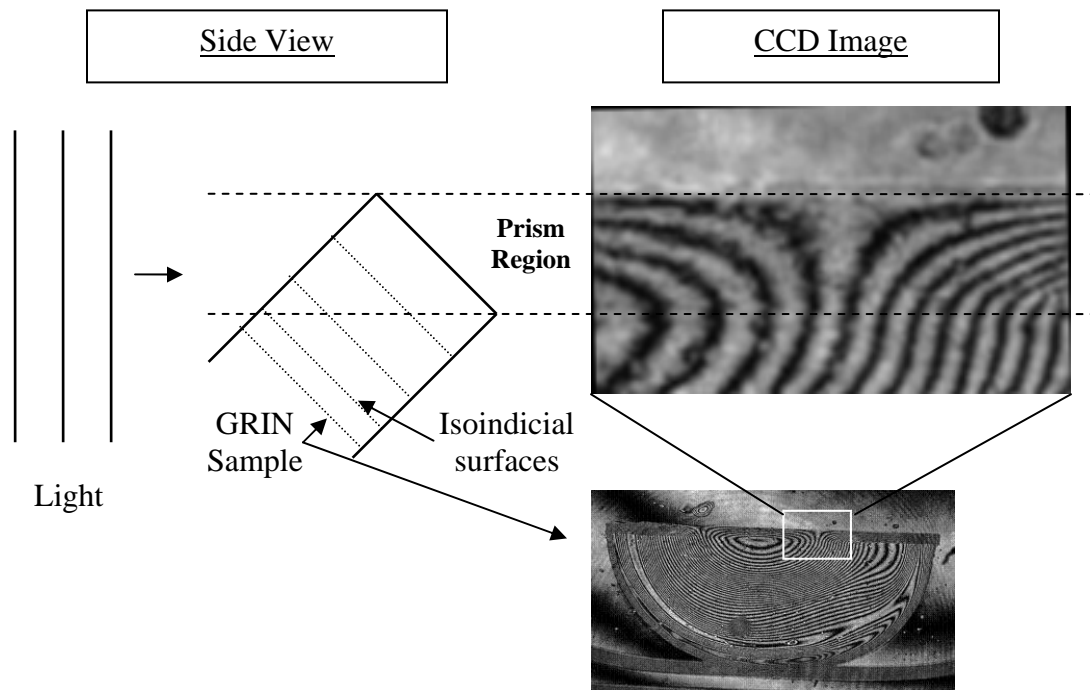 Side View
CCD Image
Prism
Region
GRIN
Sample
Isoindicial
surfaces
Light